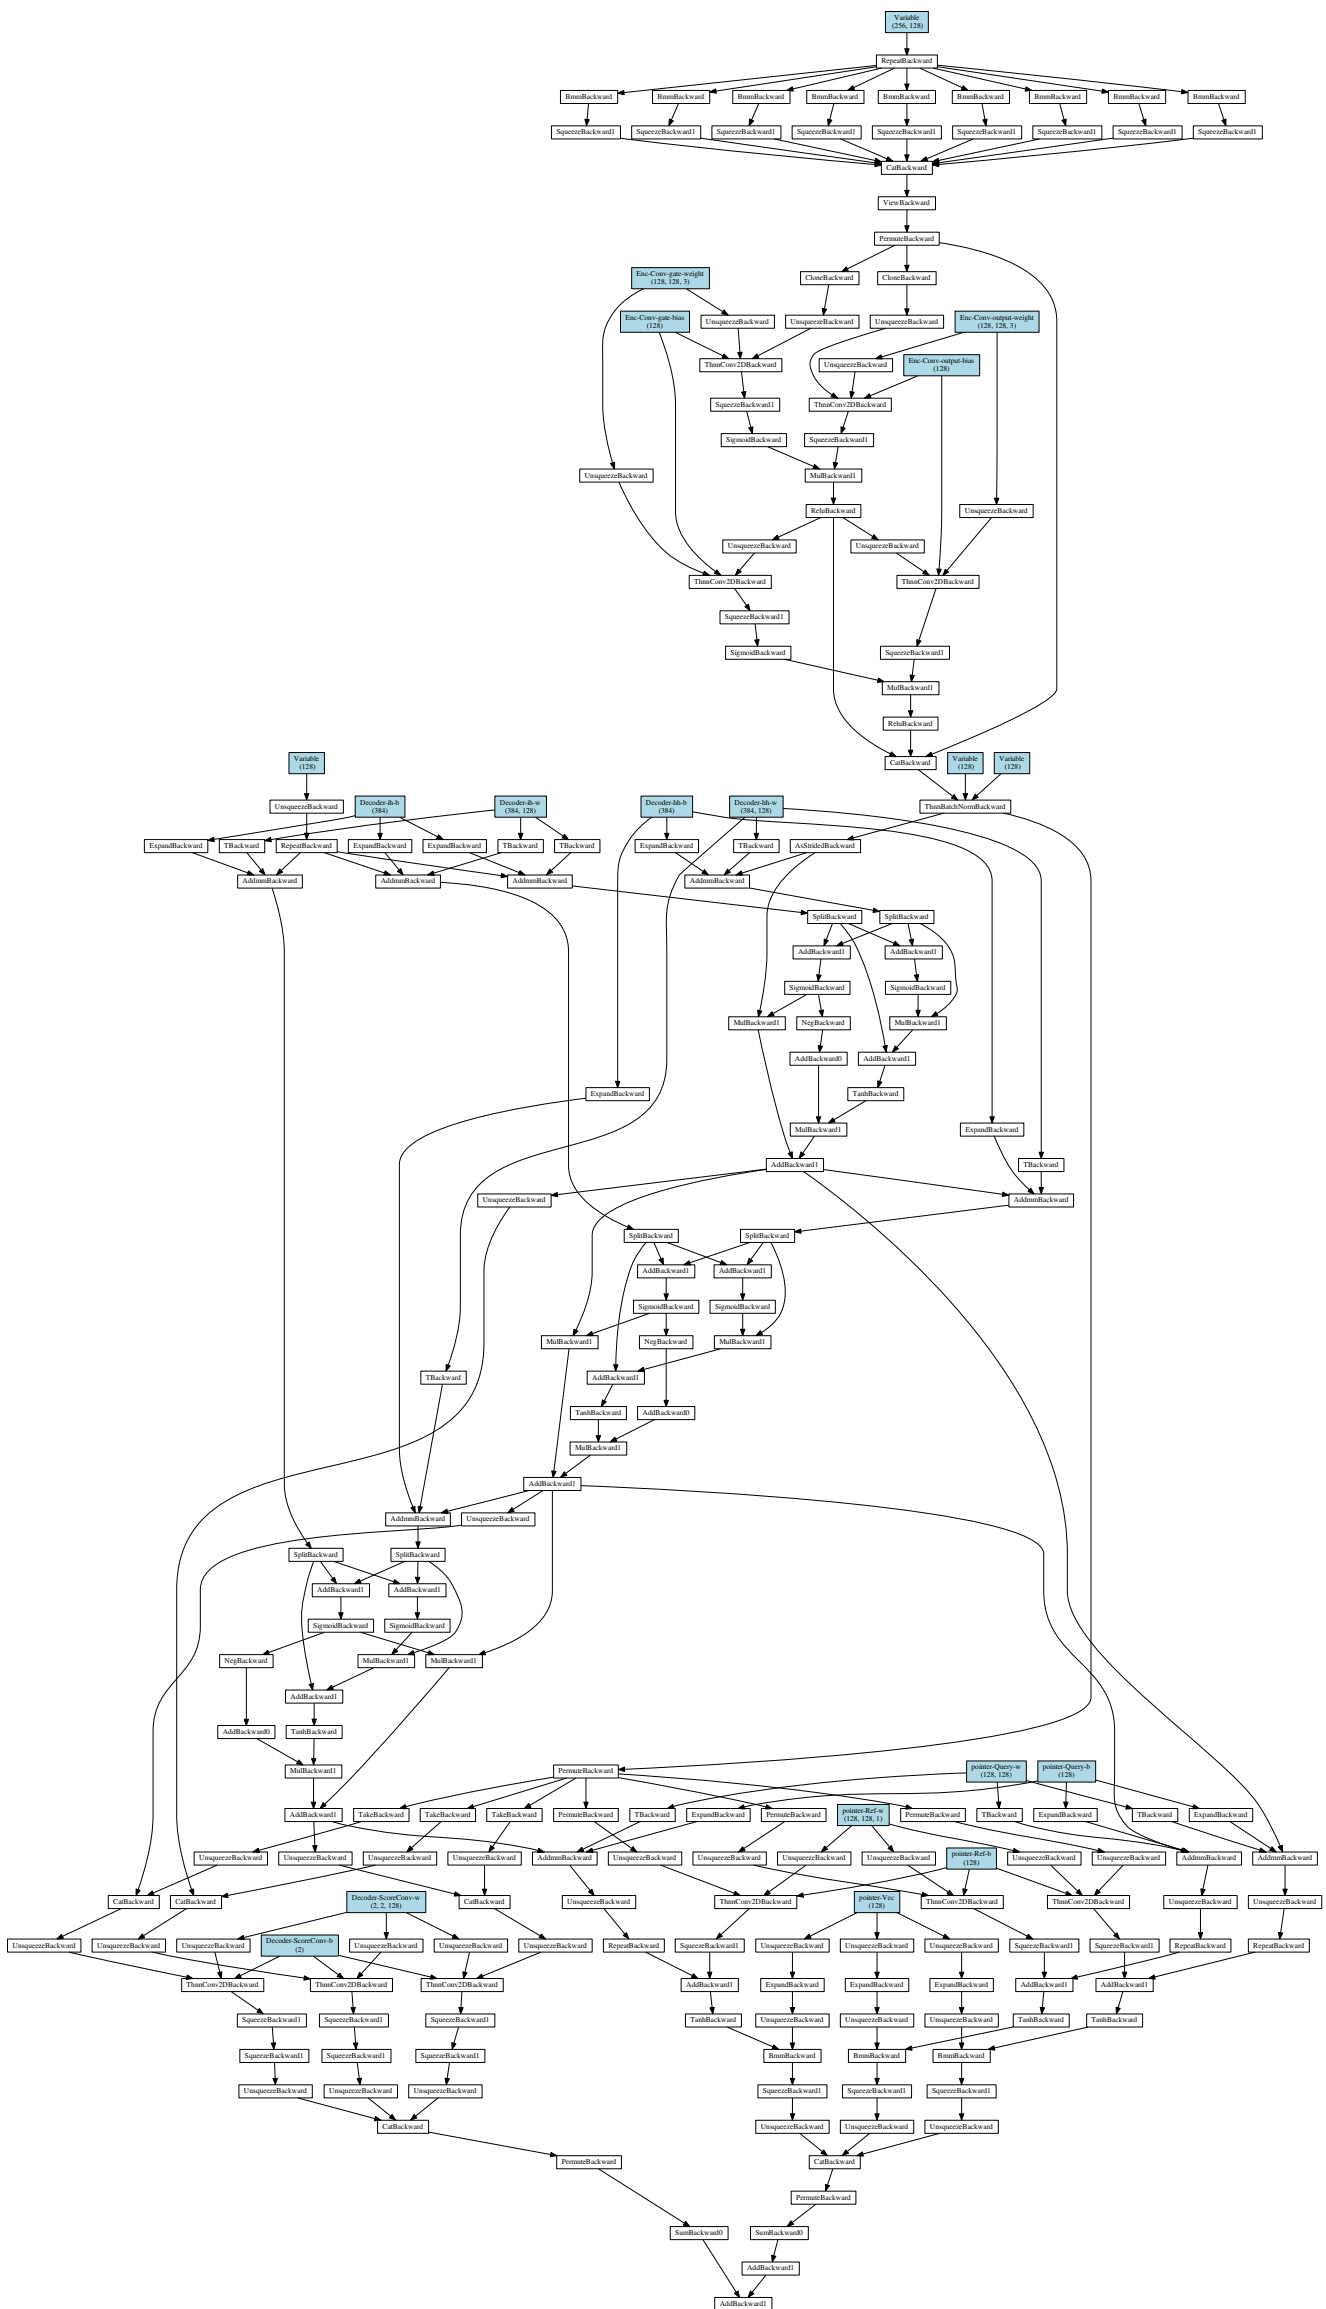 Variable
(256, 128)
RepeatBackward
BmmBackward
BmmBackward
BmmBackward
BmmBackward
BmmBackward
BmmBackward
BmmBackward
BmmBackward
BmmBackward
SqueezeBackward1
SqueezeBackward1
SqueezeBackward1
SqueezeBackward1
SqueezeBackward1
SqueezeBackward1
SqueezeBackward1
SqueezeBackward1
SqueezeBackward1
CatBackward
ViewBackward
PermuteBackward
Enc-Conv-gate-weight
(128, 128, 3)
CloneBackward
CloneBackward
Enc-Conv-gate-bias
(128)
UnsqueezeBackward
UnsqueezeBackward
UnsqueezeBackward
Enc-Conv-output-weight
(128, 128, 3)
ThnnConv2DBackward
UnsqueezeBackward
Enc-Conv-output-bias
(128)
SqueezeBackward1
ThnnConv2DBackward
SigmoidBackward
SqueezeBackward1
UnsqueezeBackward
MulBackward1
ReluBackward
UnsqueezeBackward
UnsqueezeBackward
UnsqueezeBackward
ThnnConv2DBackward
ThnnConv2DBackward
SqueezeBackward1
SigmoidBackward
SqueezeBackward1
MulBackward1
ReluBackward
Variable
(128)
CatBackward
Variable
(128)
Variable
(128)
UnsqueezeBackward
Decoder-ih-b
(384)
Decoder-ih-w
(384, 128)
Decoder-hh-b
(384)
Decoder-hh-w
(384, 128)
ThnnBatchNormBackward
ExpandBackward
TBackward
RepeatBackward
ExpandBackward
ExpandBackward
TBackward
TBackward
ExpandBackward
TBackward
AsStridedBackward
AddmmBackward
AddmmBackward
AddmmBackward
AddmmBackward
SplitBackward
SplitBackward
AddBackward1
AddBackward1
SigmoidBackward
SigmoidBackward
MulBackward1
NegBackward
MulBackward1
AddBackward0
AddBackward1
ExpandBackward
TanhBackward
MulBackward1
ExpandBackward
AddBackward1
TBackward
UnsqueezeBackward
AddmmBackward
SplitBackward
SplitBackward
AddBackward1
AddBackward1
SigmoidBackward
SigmoidBackward
MulBackward1
NegBackward
MulBackward1
TBackward
AddBackward1
TanhBackward
AddBackward0
MulBackward1
AddBackward1
AddmmBackward
UnsqueezeBackward
SplitBackward
SplitBackward
AddBackward1
AddBackward1
SigmoidBackward
SigmoidBackward
NegBackward
MulBackward1
MulBackward1
AddBackward1
AddBackward0
TanhBackward
MulBackward1
PermuteBackward
pointer-Query-w
(128, 128)
pointer-Query-b
(128)
AddBackward1
TakeBackward
TakeBackward
TakeBackward
PermuteBackward
TBackward
ExpandBackward
PermuteBackward
pointer-Ref-w
(128, 128, 1)
PermuteBackward
TBackward
ExpandBackward
TBackward
ExpandBackward
UnsqueezeBackward
UnsqueezeBackward
UnsqueezeBackward
UnsqueezeBackward
AddmmBackward
UnsqueezeBackward
UnsqueezeBackward
UnsqueezeBackward
UnsqueezeBackward
pointer-Ref-b
(128)
UnsqueezeBackward
UnsqueezeBackward
AddmmBackward
AddmmBackward
CatBackward
CatBackward
Decoder-ScoreConv-w
(2, 2, 128)
CatBackward
UnsqueezeBackward
ThnnConv2DBackward
pointer-Vec
(128)
ThnnConv2DBackward
ThnnConv2DBackward
UnsqueezeBackward
UnsqueezeBackward
UnsqueezeBackward
UnsqueezeBackward
UnsqueezeBackward
Decoder-ScoreConv-b
(2)
UnsqueezeBackward
UnsqueezeBackward
UnsqueezeBackward
RepeatBackward
SqueezeBackward1
UnsqueezeBackward
UnsqueezeBackward
UnsqueezeBackward
SqueezeBackward1
SqueezeBackward1
RepeatBackward
RepeatBackward
ThnnConv2DBackward
ThnnConv2DBackward
ThnnConv2DBackward
AddBackward1
ExpandBackward
ExpandBackward
ExpandBackward
AddBackward1
AddBackward1
SqueezeBackward1
SqueezeBackward1
SqueezeBackward1
TanhBackward
UnsqueezeBackward
UnsqueezeBackward
UnsqueezeBackward
TanhBackward
TanhBackward
SqueezeBackward1
SqueezeBackward1
SqueezeBackward1
BmmBackward
BmmBackward
BmmBackward
UnsqueezeBackward
UnsqueezeBackward
UnsqueezeBackward
SqueezeBackward1
SqueezeBackward1
SqueezeBackward1
CatBackward
UnsqueezeBackward
UnsqueezeBackward
UnsqueezeBackward
PermuteBackward
CatBackward
PermuteBackward
SumBackward0
SumBackward0
AddBackward1
AddBackward1